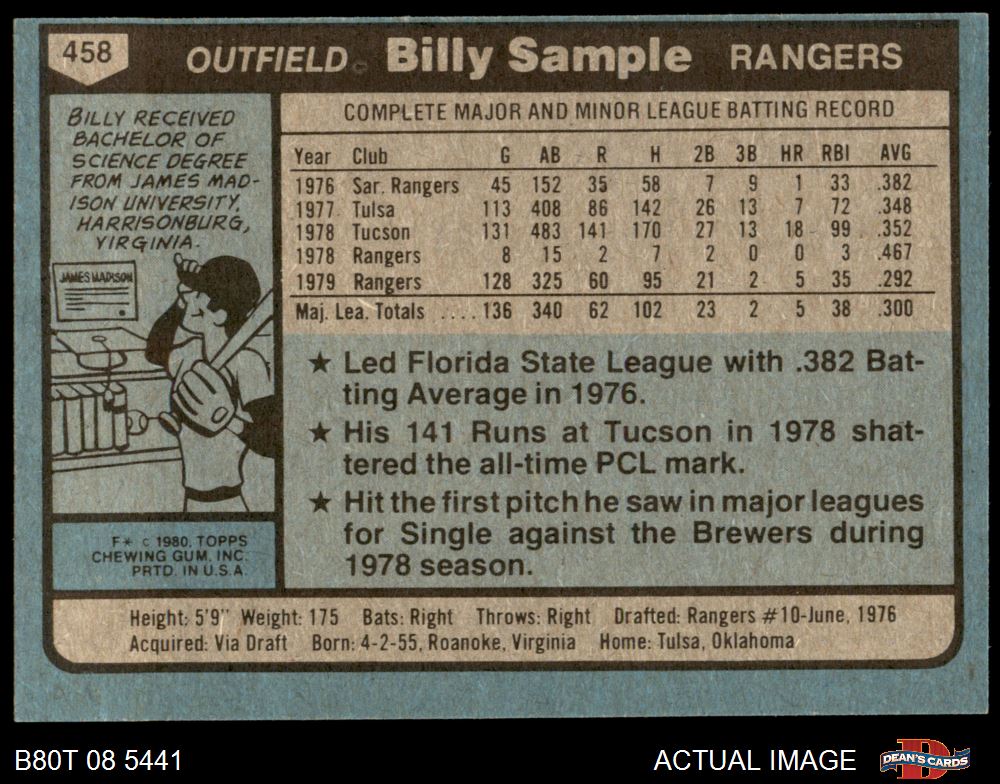 458
OUTFIELD Billy Sample RANGERS
BILLY RECEIVED
BACHELOR OF
SCIENCE DEGREE
FROM JAMES MAD-
ISON UNIVERSITY,
HARRISONBURG,
VIRGINIA.
JAMES MADISON
F* © 1980, TOPPS
CHEWING GUM, INC.
PRTD. IN U.S.A.
COMPLETE MAJOR AND MINOR LEAGUE BATTING RECORD
Year Club G AB R H 2B 3B HR RBI AVG
1976 Sar. Rangers 45 152 35 58 7 9 1 33 .382
1977 Tulsa 113 408 86 142 26 13 7 72 .348
1978 Tucson 131 483 141 170 27 13 18 99 .352
1978 Rangers 8 15 2 7 2 0 0 3 .467
1979 Rangers 128 325 60 95 21 2 5 35 .292
Maj. Lea. Totals .... 136 340 62 102 23 2 5 38 .300
★ Led Florida State League with .382 Bat-
ting Average in 1976.
★ His 141 Runs at Tucson in 1978 shat-
tered the all-time PCL mark.
★ Hit the first pitch he saw in major leagues
for Single against the Brewers during
1978 season.
Height: 5'9" Weight: 175 Bats: Right Throws: Right Drafted: Rangers #10-June, 1976
Acquired: Via Draft Born: 4-2-55, Roanoke, Virginia Home: Tulsa, Oklahoma
B80T 08 5441
ACTUAL IMAGE
DEAN'S CARDS